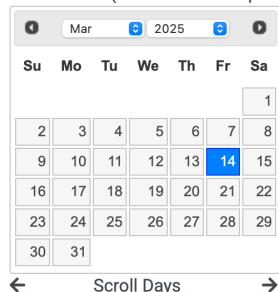 Mar 2025
Su Mo Tu We Th Fr Sa
1
2 3 4 5 6 7 8
9 10 11 12 13 14 15
16 17 18 19 20 21 22
23 24 25 26 27 28 29
30 31
Scroll Days